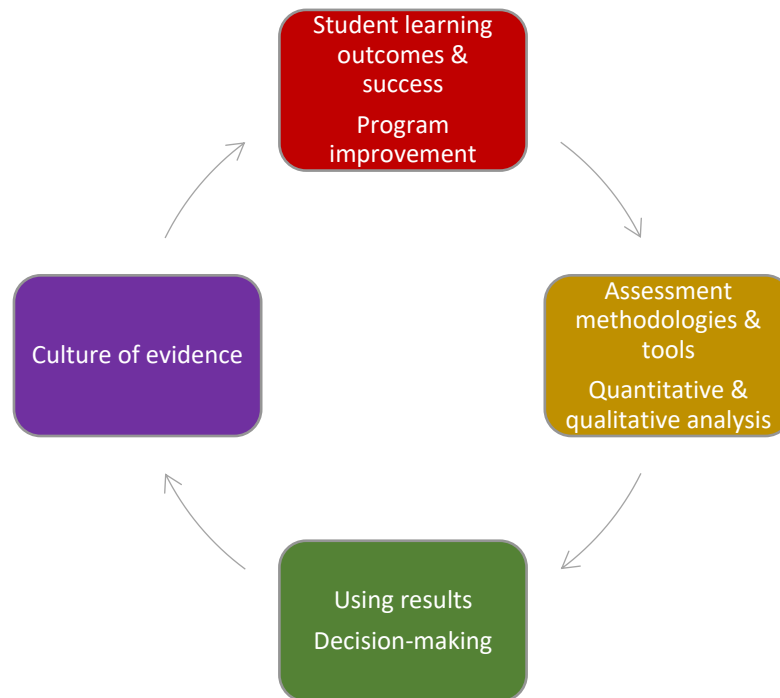 Student learning
outcomes &
success
Program
improvement
Assessment
methodologies &
tools
Quantitative &
qualitative analysis
Using results
Decision-making
Culture of evidence